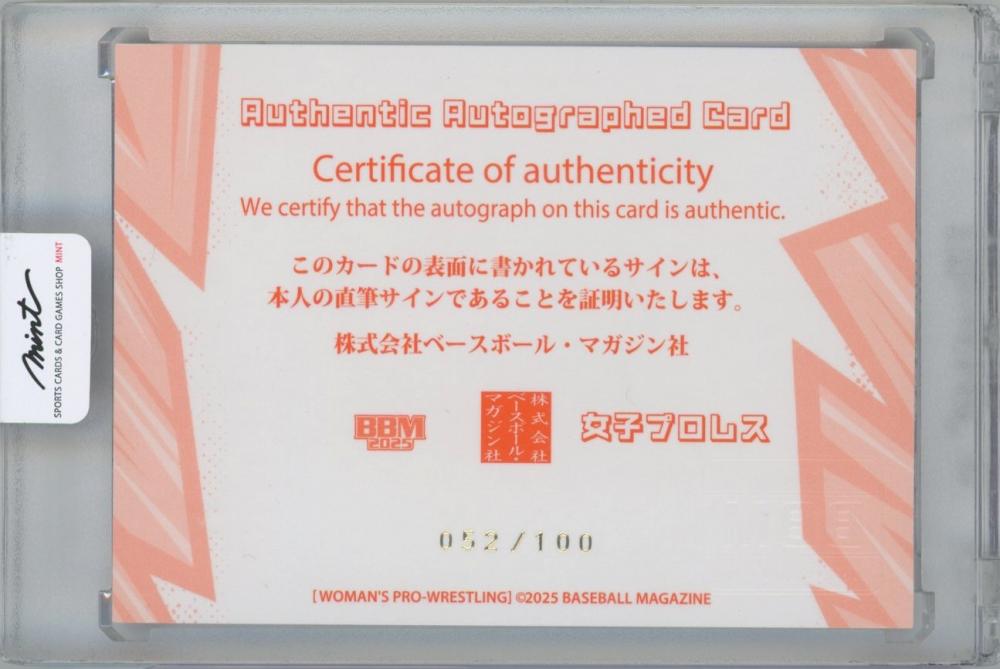 Authentic Autographed Card
Certificate of authenticity
We certify that the autograph on this card is authentic.
このカードの表面に書かれているサインは、
本人の直筆サインであることを証明いたします。
株式会社ベースボール・マガジン社
BBM
2025
株式会社
ベースボール・
マガジン社
女子プロレス
052/100
[WOMAN'S PRO-WRESTLING] ©2025 BASEBALL MAGAZINE
mint
SPORTS CARDS & CARD GAMES SHOP MINT